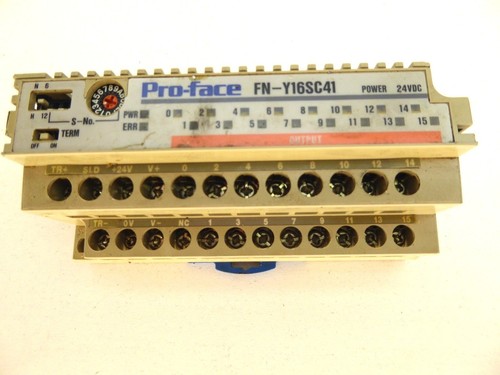 Pro-face FN-Y16SC41 POWER 24VDC
N 6
N 12
S-No.
TERM
OFF ON
PWR 0 2 4 6 8 10 12 14
ERR 1 3 5 7 9 11 13 15
OUTPUT
TR+ SLD +24V V+ 0 2 4 6 8 10 12 14
TR- 0V V- NC 1 3 5 7 9 11 13 15